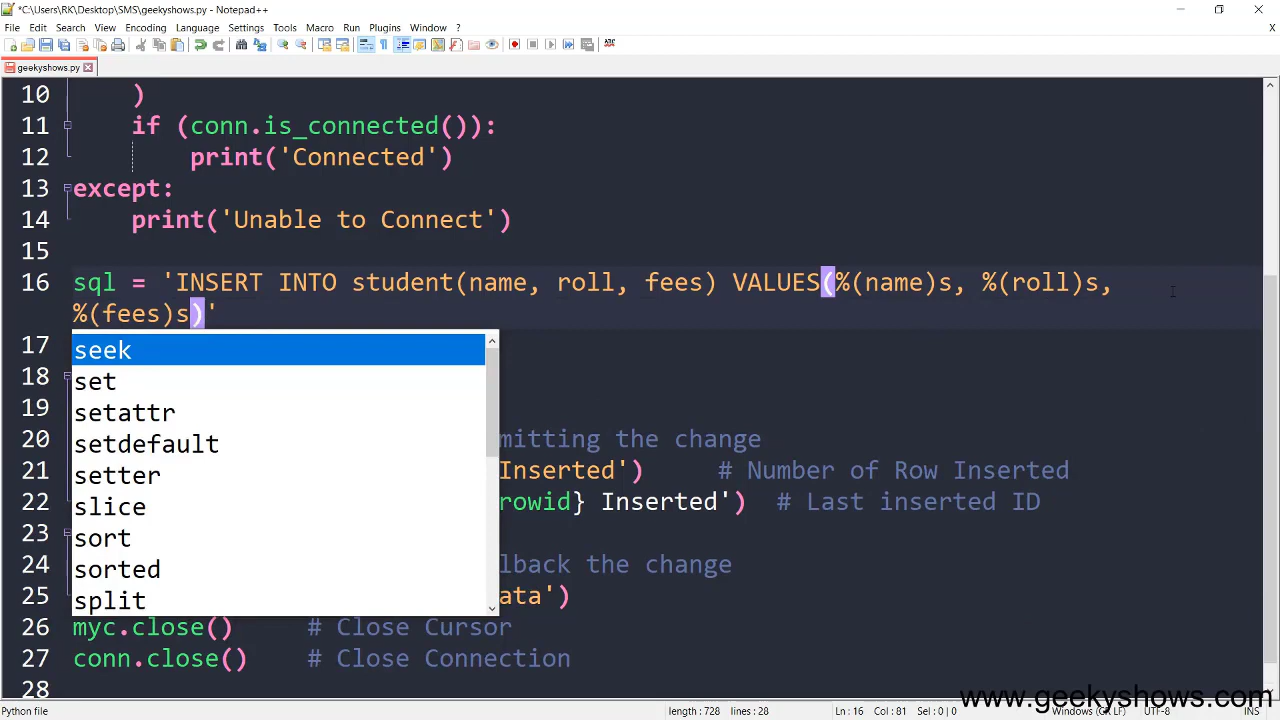 *C:\Users\RK\Desktop\SMS\geekyshows.py - Notepad++
File Edit Search View Encoding Language Settings Tools Macro Run Plugins Window ? X
geekyshows.py
10 )
11 if (conn.is_connected()):
12 print('Connected')
13 except:
14 print('Unable to Connect')
15
16 sql = 'INSERT INTO student(name, roll, fees) VALUES(%(name)s, %(roll)s,
%(fees)s)'
17
seek
18
set
19
setattr
20 mitting the change
setdefault
21 Inserted') # Number of Row Inserted
setter
22 rowid} Inserted') # Last inserted ID
slice
23
sort
24 lback the change
sorted
25 ata')
split
26 myc.close() # Close Cursor
27 conn.close() # Close Connection
28
www.geekyshows.com
Python file length : 728 lines : 28 Ln : 16 Col : 81 Sel : 0 | 0 Windows (CR LF) UTF-8 INS